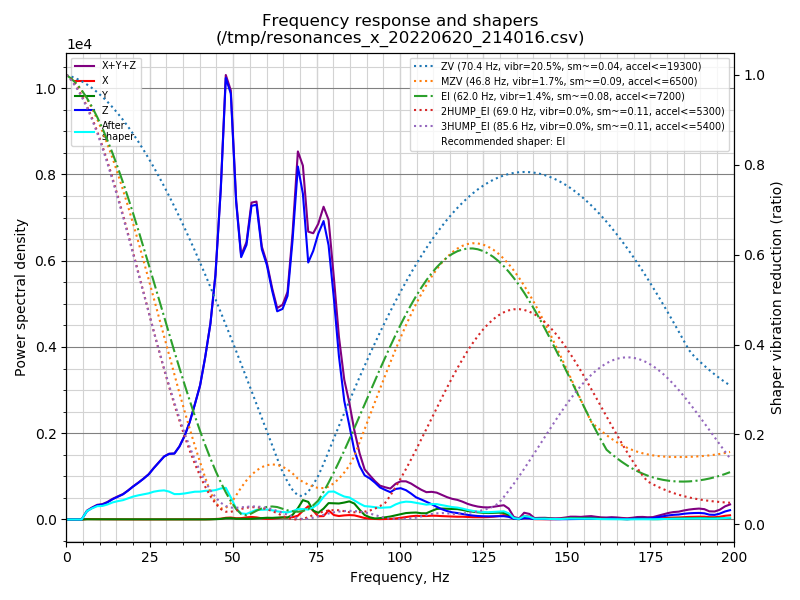 Frequency response and shapers
(/tmp/resonances_x_20220620_214016.csv)
1e4
X+Y+Z
X
Y
Z
After
shaper
ZV (70.4 Hz, vibr=20.5%, sm~=0.04, accel<=19300)
MZV (46.8 Hz, vibr=1.7%, sm~=0.09, accel<=6500)
EI (62.0 Hz, vibr=1.4%, sm~=0.08, accel<=7200)
2HUMP_EI (69.0 Hz, vibr=0.0%, sm~=0.11, accel<=5300)
3HUMP_EI (85.6 Hz, vibr=0.0%, sm~=0.11, accel<=5400)
Recommended shaper: EI
Power spectral density
1.0
0.8
0.6
0.4
0.2
0.0
1.0
0.8
0.6
0.4
0.2
0.0
Shaper vibration reduction (ratio)
0 25 50 75 100 125 150 175 200
Frequency, Hz